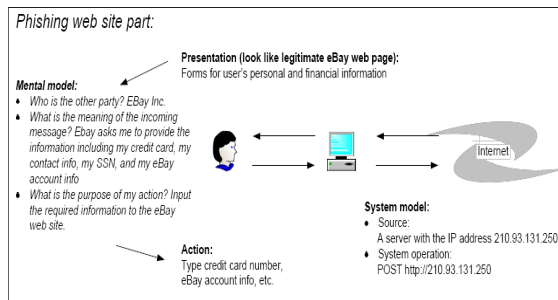 Phishing web site part:
Presentation (look like legitimate eBay web page):
Forms for user's personal and financial information
Mental model:
• Who is the other party? EBay Inc.
• What is the meaning of the incoming
message? Ebay asks me to provide the
information including my credit card, my
contact info, my SSN, and my eBay
account info
• What is the purpose of my action? Input
the required information to the eBay
web site.
Internet
Action:
Type credit card number,
eBay account info, etc.
System model:
• Source:
A server with the IP address 210.93.131.250
• System operation:
POST http://210.93.131.250